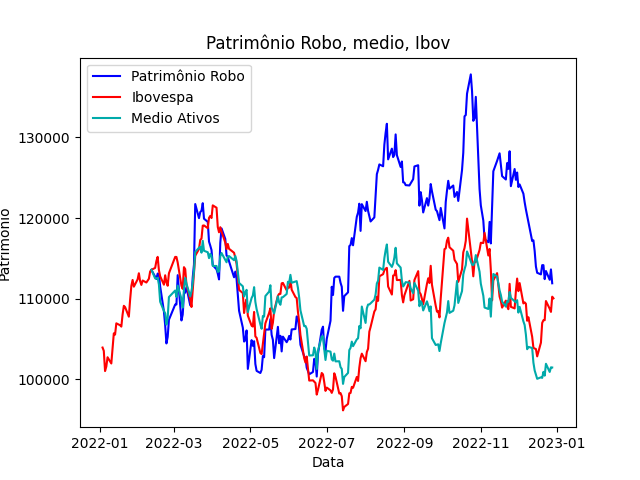 Patrimônio Robo, medio, Ibov
Patrimônio Robo
Ibovespa
Medio Ativos
Patrimonio
130000
120000
110000
100000
2022-01 2022-03 2022-05 2022-07 2022-09 2022-11 2023-01
Data